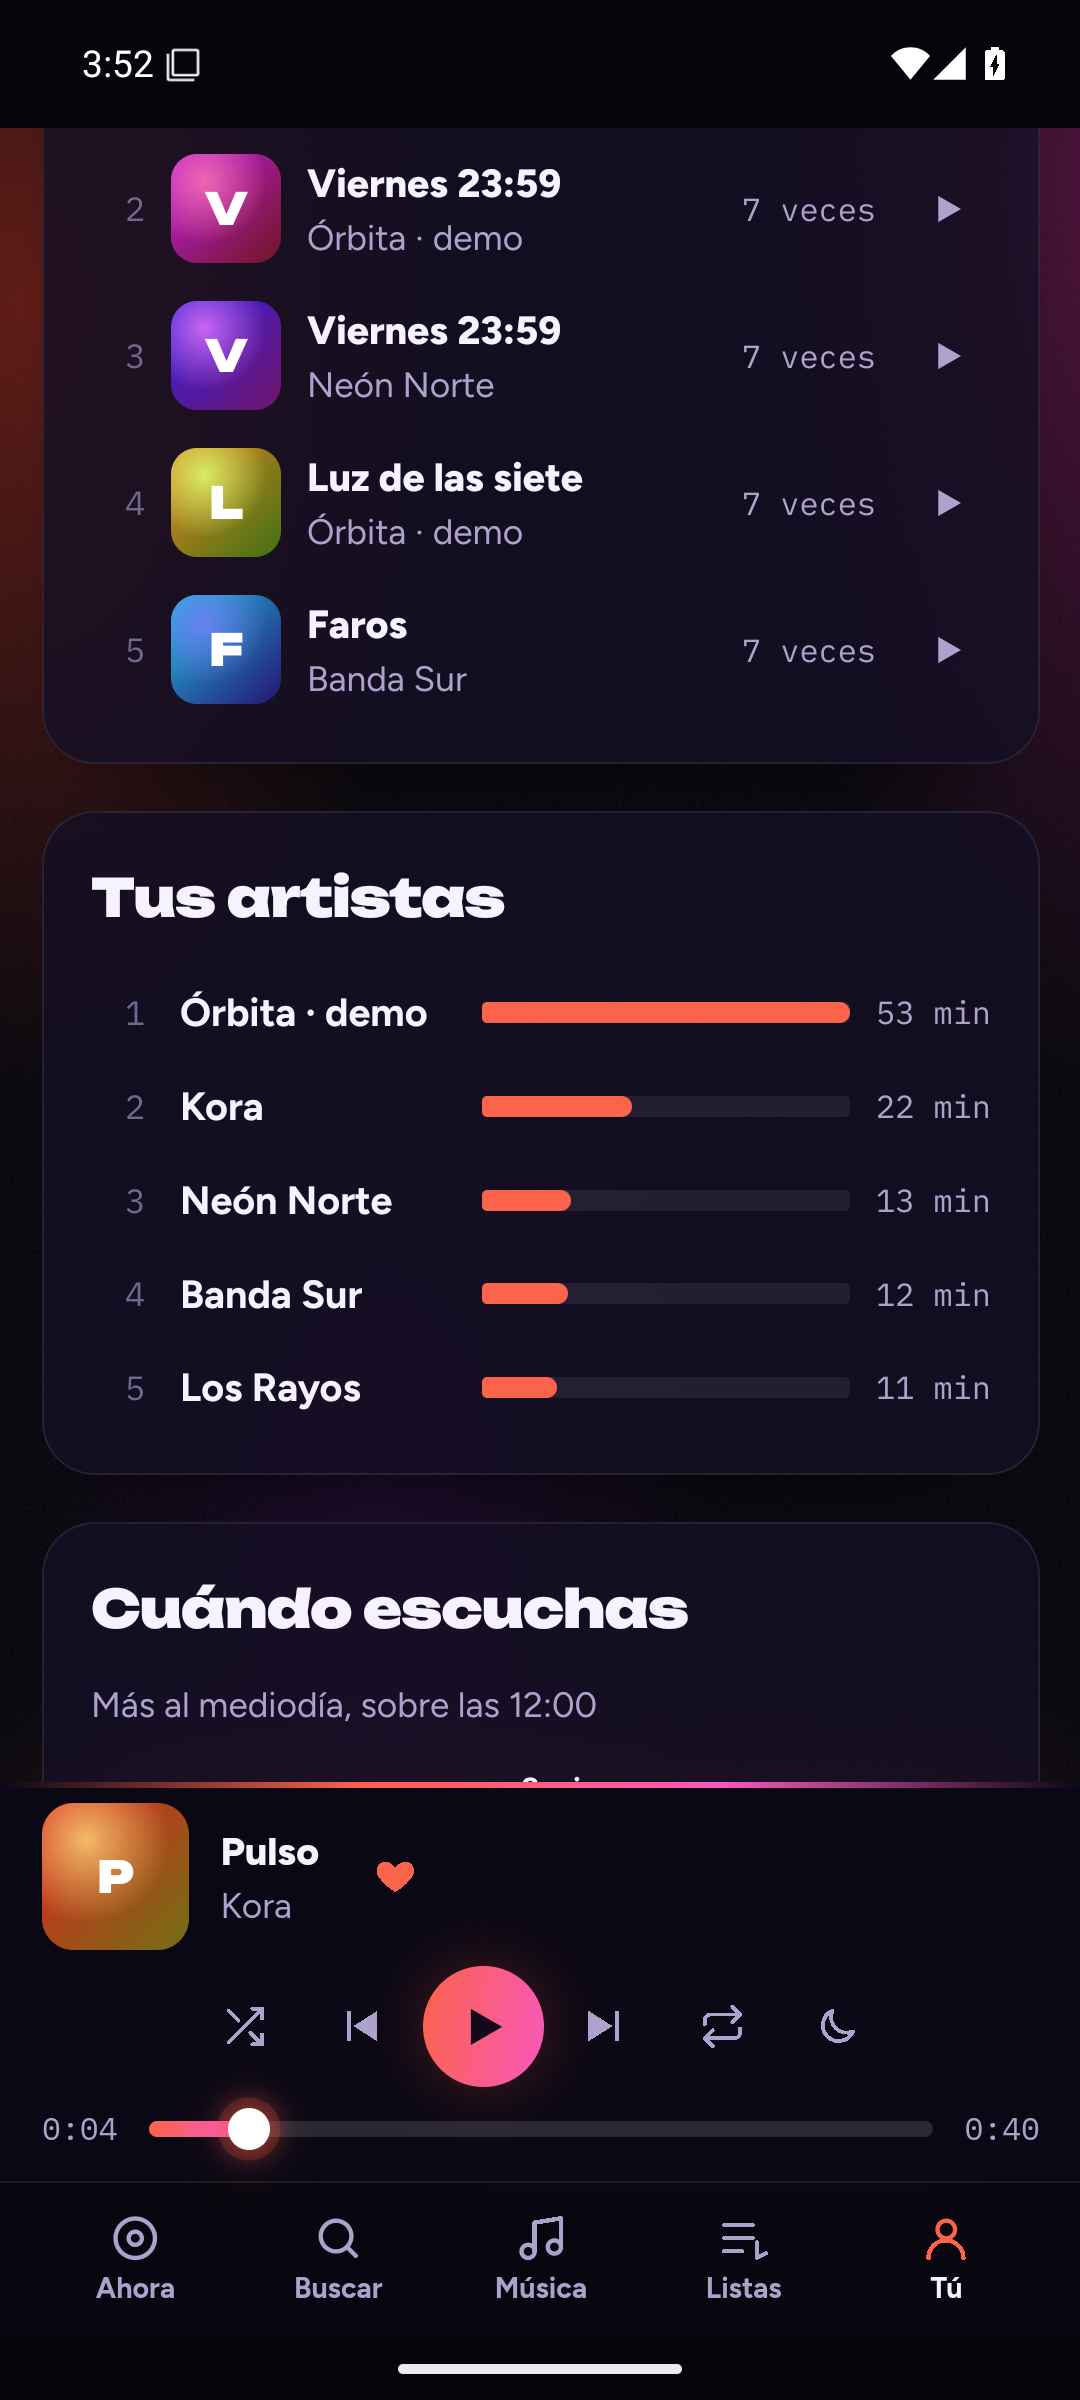 3:52
2
V
Viernes 23:59
Órbita · demo
7 veces
3
V
Viernes 23:59
Neón Norte
7 veces
4
L
Luz de las siete
Órbita · demo
7 veces
5
F
Faros
Banda Sur
7 veces
Tus artistas
1 Órbita · demo 53 min
2 Kora 22 min
3 Neón Norte 13 min
4 Banda Sur 12 min
5 Los Rayos 11 min
Cuándo escuchas
Más al mediodía, sobre las 12:00
P
Pulso
Kora
0:04 0:40
Ahora Buscar Música Listas Tú